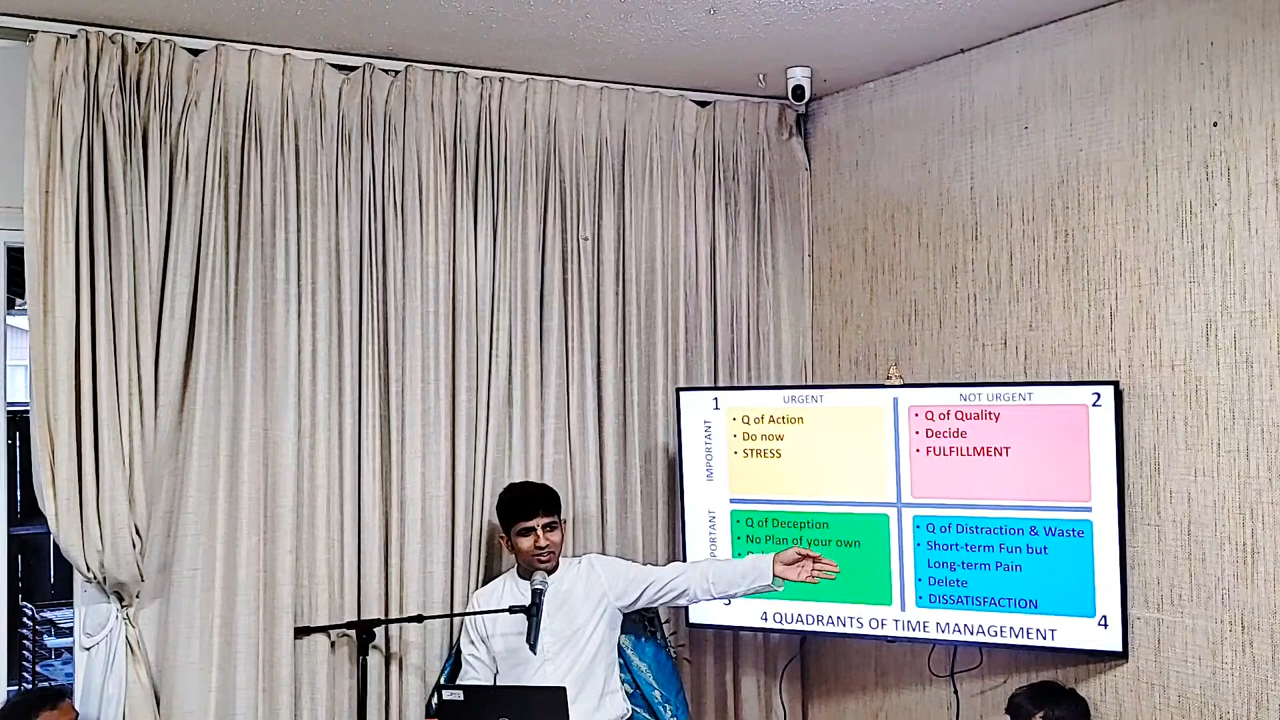 1
URGENT
NOT URGENT
2
IMPORTANT
• Q of Action
• Do now
• STRESS
• Q of Quality
• Decide
• FULFILLMENT
PORTANT
• Q of Deception
• No Plan of your own
• Q of Distraction & Waste
• Short-term Fun but
Long-term Pain
• Delete
• DISSATISFACTION
3
4
4 QUADRANTS OF TIME MANAGEMENT